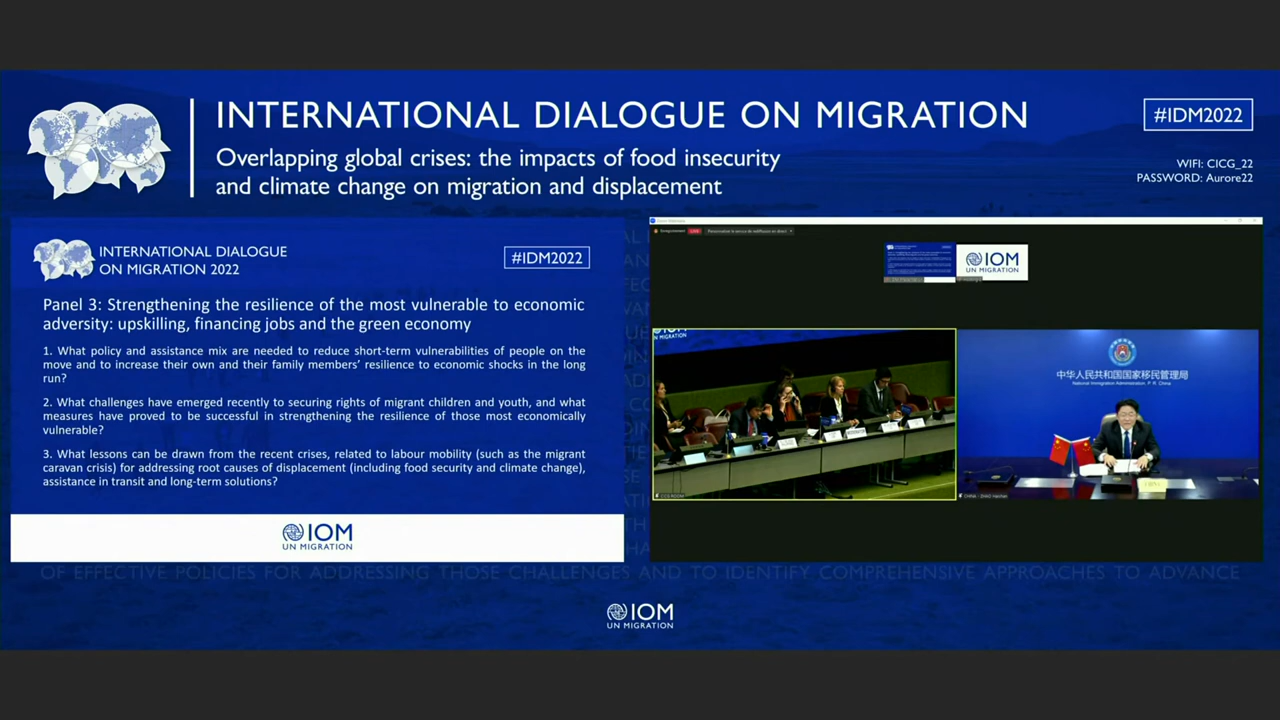 INTERNATIONAL DIALOGUE ON MIGRATION
Overlapping global crises: the impacts of food insecurity
and climate change on migration and displacement
#IDM2022
WIFI: CICG_22
PASSWORD: Aurore22
INTERNATIONAL DIALOGUE
ON MIGRATION 2022
#IDM2022
Panel 3: Strengthening the resilience of the most vulnerable to economic
adversity: upskilling, financing jobs and the green economy
1. What policy and assistance mix are needed to reduce short-term vulnerabilities of people on the
move and to increase their own and their family members' resilience to economic shocks in the long
run?
2. What challenges have emerged recently to securing rights of migrant children and youth, and what
measures have proved to be successful in strengthening the resilience of those most economically
vulnerable?
3. What lessons can be drawn from the recent crises, related to labour mobility (such as the migrant
caravan crisis) for addressing root causes of displacement (including food security and climate change),
assistance in transit and long-term solutions?
IOM
UN MIGRATION
IOM
UN MIGRATION
中华人民共和国国家移民管理局
National Immigration Administration, P. R. China
OF EFFECTIVE POLICIES FOR ADDRESSING THOSE CHALLENGES AND TO IDENTIFY COMPREHENSIVE APPROACHES TO ADVANCE
IOM
UN MIGRATION